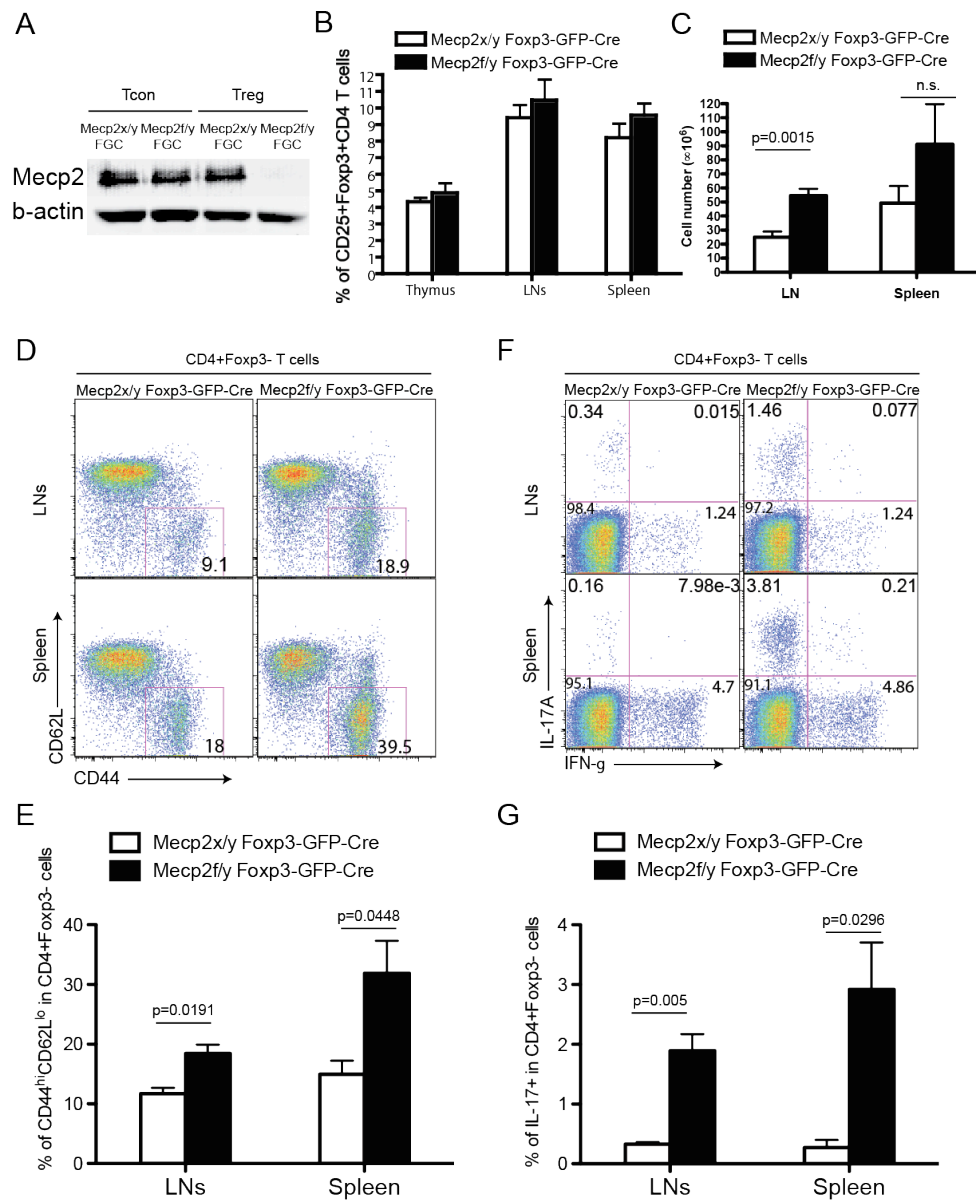 A
Tcon Treg
Mecp2x/y Mecp2f/y Mecp2x/y Mecp2f/y
FGC FGC FGC FGC
Mecp2
b-actin
B
Mecp2x/y Foxp3-GFP-Cre
Mecp2f/y Foxp3-GFP-Cre
% of CD25+Foxp3+CD4 T cells
12
11
10
9
8
7
6
5
4
3
2
1
0
Thymus LNs Spleen
C
Mecp2x/y Foxp3-GFP-Cre
Mecp2f/y Foxp3-GFP-Cre
n.s.
p=0.0015
Cell number (∞10⁶)
120
110
100
90
80
70
60
50
40
30
20
10
0
LN Spleen
D
CD4+Foxp3- T cells
Mecp2x/y Foxp3-GFP-Cre Mecp2f/y Foxp3-GFP-Cre
LNs
9.1 18.9
Spleen
18 39.5
CD62L
CD44
F
CD4+Foxp3- T cells
Mecp2x/y Foxp3-GFP-Cre Mecp2f/y Foxp3-GFP-Cre
LNs
0.34 0.015 1.46 0.077
98.4 1.24 97.2 1.24
Spleen
0.16 7.98e-3 3.81 0.21
95.1 4.7 91.1 4.86
IL-17A
IFN-g
E
Mecp2x/y Foxp3-GFP-Cre
Mecp2f/y Foxp3-GFP-Cre
% of CD44hiCD62Llo in CD4+Foxp3- cells
p=0.0448
p=0.0191
40
30
20
10
0
LNs Spleen
G
Mecp2x/y Foxp3-GFP-Cre
Mecp2f/y Foxp3-GFP-Cre
% of IL-17+ in CD4+Foxp3- cells
p=0.0296
p=0.005
4
3
2
1
0
LNs Spleen